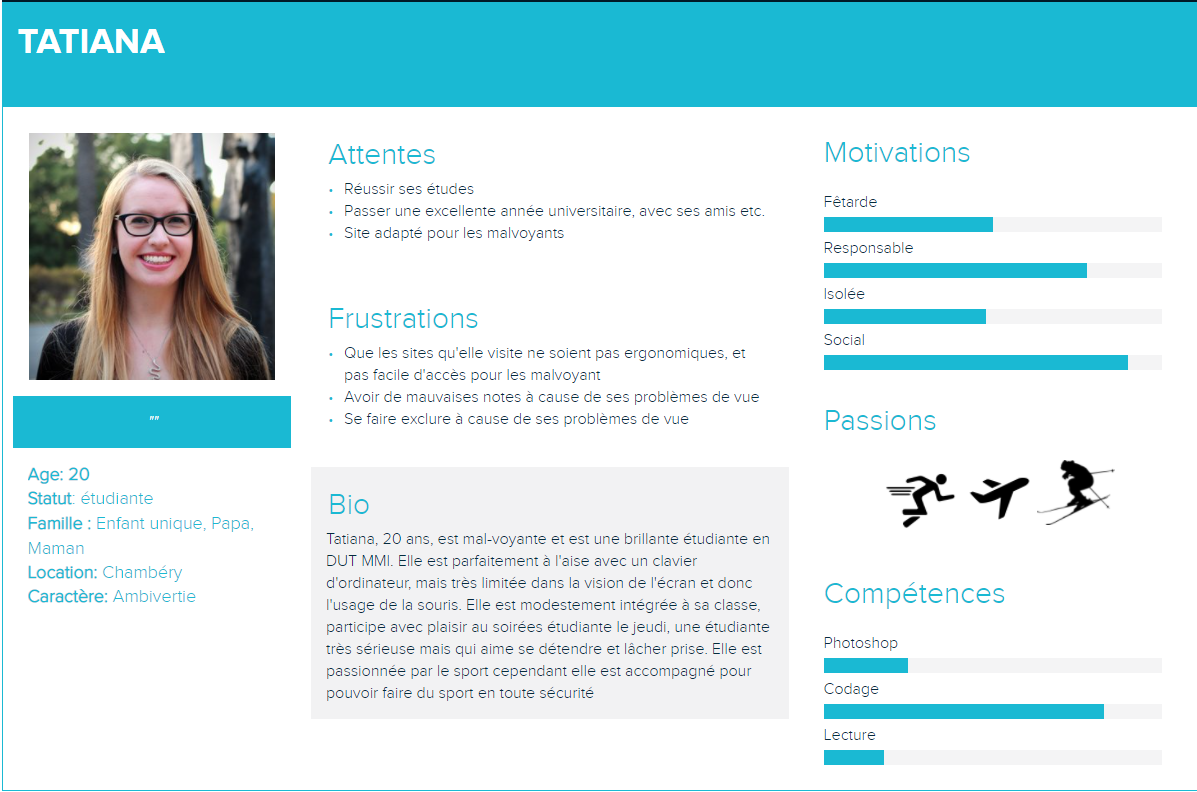 TATIANA
""
Age: 20
Statut: étudiante
Famille : Enfant unique, Papa,
Maman
Location: Chambéry
Caractère: Ambivertie
Attentes
• Réussir ses études
• Passer une excellente année universitaire, avec ses amis etc.
• Site adapté pour les malvoyants
Frustrations
• Que les sites qu'elle visite ne soient pas ergonomiques, et
pas facile d'accès pour les malvoyant
• Avoir de mauvaises notes à cause de ses problèmes de vue
• Se faire exclure à cause de ses problèmes de vue
Bio
Tatiana, 20 ans, est mal-voyante et est une brillante étudiante en
DUT MMI. Elle est parfaitement à l'aise avec un clavier
d'ordinateur, mais très limitée dans la vision de l'écran et donc
l'usage de la souris. Elle est modestement intégrée à sa classe,
participe avec plaisir au soirées étudiante le jeudi, une étudiante
très sérieuse mais qui aime se détendre et lâcher prise. Elle est
passionnée par le sport cependant elle est accompagné pour
pouvoir faire du sport en toute sécurité
Motivations
Fêtarde
Responsable
Isolée
Social
Passions
Compétences
Photoshop
Codage
Lecture